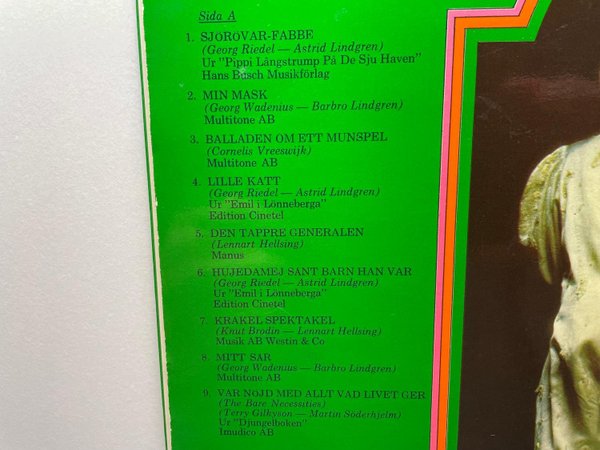 Sida A
1. SJÖRÖVAR-FABBE
(Georg Riedel — Astrid Lindgren)
Ur "Pippi Långstrump På De Sju Haven"
Hans Busch Musikförlag
2. MIN MASK
(Georg Wadenius — Barbro Lindgren)
Multitone AB
3. BALLADEN OM ETT MUNSPEL
(Cornelis Vreeswijk)
Multitone AB
4. LILLE KATT
(Georg Riedel — Astrid Lindgren)
Ur "Emil i Lönneberga"
Edition Cinetel
5. DEN TAPPRE GENERALEN
(Lennart Hellsing)
Manus
6. HUJEDAMEJ SÅNT BARN HAN VAR
(Georg Riedel — Astrid Lindgren)
Ur "Emil i Lönneberga"
Edition Cinetel
7. KRAKEL SPEKTAKEL
(Knut Brodin — Lennart Hellsing)
Musik AB Westin & Co
8. MITT SÅR
(Georg Wadenius — Barbro Lindgren)
Multitone AB
9. VAR NÖJD MED ALLT VAD LIVET GER
(The Bare Necessities)
(Terry Gilkyson — Martin Söderhjelm)
Ur "Djungelboken"
Imudico AB